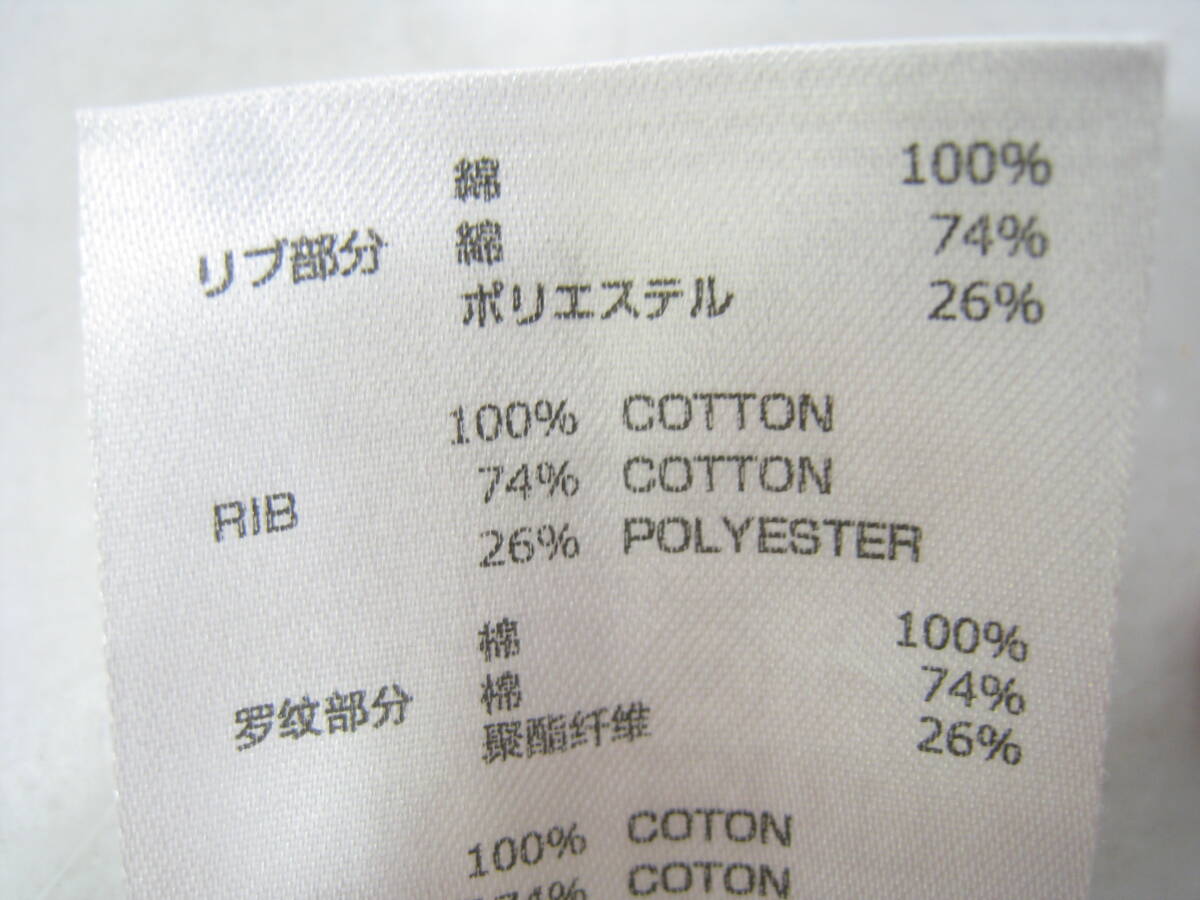 綿 100%
リブ部分 綿 74%
ポリエステル 26%
100% COTTON
RIB 74% COTTON
26% POLYESTER
棉 100%
罗纹部分 棉 74%
聚酯纤维 26%
100% COTON
74% COTON